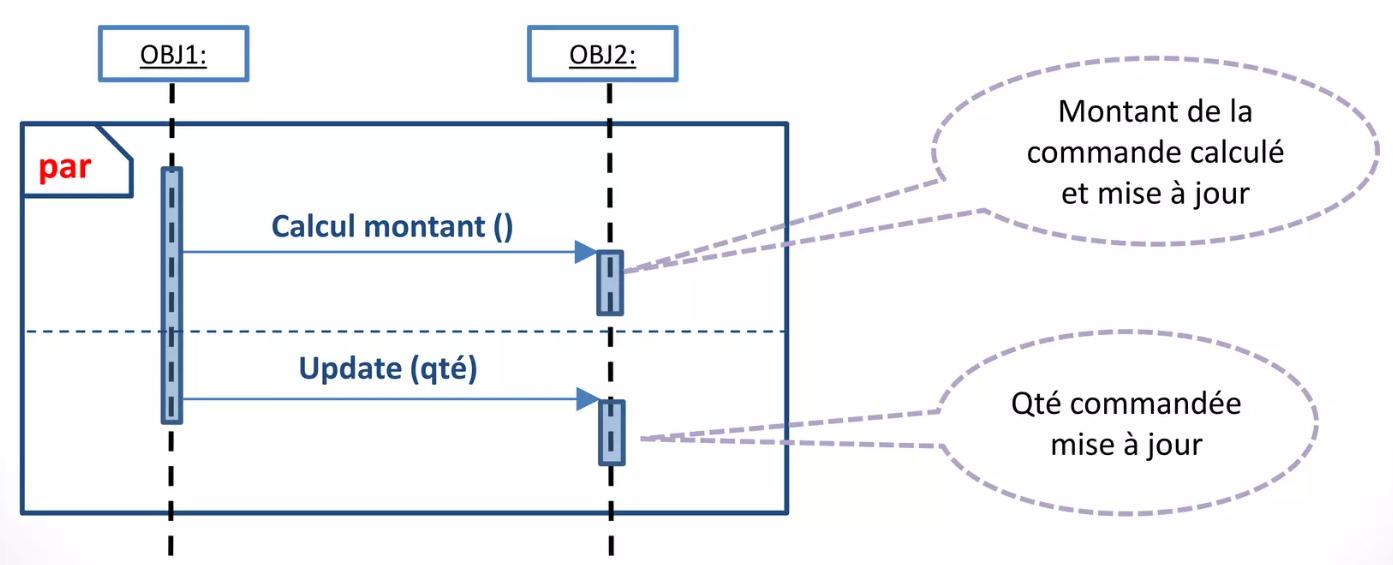 OBJ1:
OBJ2:
par
Calcul montant ()
Update (qté)
Montant de la
commande calculé
et mise à jour
Qté commandée
mise à jour